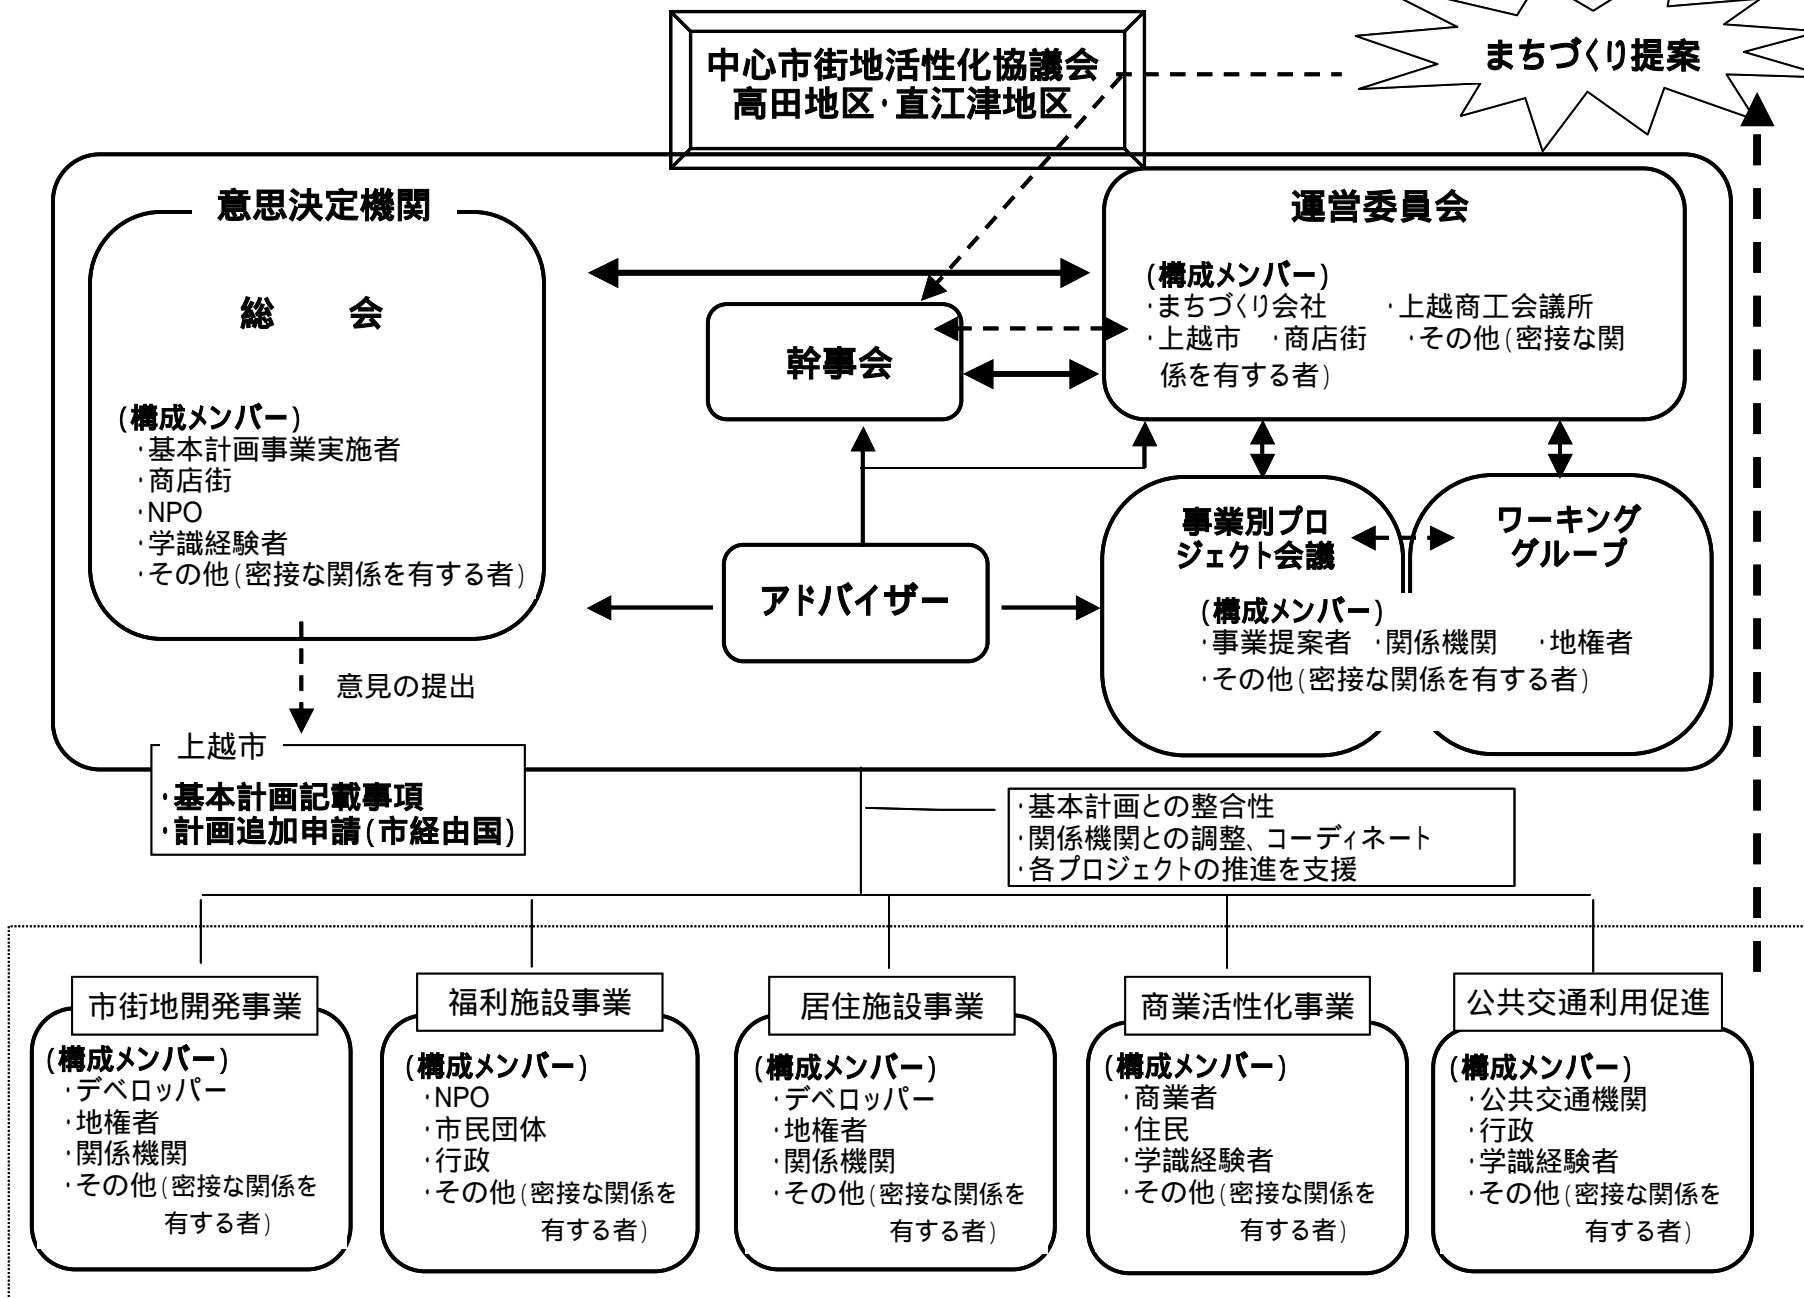 中心市街地活性化協議会
高田地区・直江津地区
まちづくり提案
意思決定機関
総　会
(構成メンバー)
・基本計画事業実施者
・商店街
・NPO
・学識経験者
・その他(密接な関係を有する者)
意見の提出
上越市
・基本計画記載事項
・計画追加申請(市経由国)
幹事会
アドバイザー
運営委員会
(構成メンバー)
・まちづくり会社　・上越商工会議所
・上越市　・商店街　・その他(密接な関
係を有する者)
事業別プロ
ジェクト会議
ワーキング
グループ
(構成メンバー)
・事業提案者　・関係機関　・地権者
・その他(密接な関係を有する者)
・基本計画との整合性
・関係機関との調整、コーディネート
・各プロジェクトの推進を支援
市街地開発事業
(構成メンバー)
・デベロッパー
・地権者
・関係機関
・その他(密接な関係を
有する者)
福利施設事業
(構成メンバー)
・NPO
・市民団体
・行政
・その他(密接な関係を
有する者)
居住施設事業
(構成メンバー)
・デベロッパー
・地権者
・関係機関
・その他(密接な関係を
有する者)
商業活性化事業
(構成メンバー)
・商業者
・住民
・学識経験者
・その他(密接な関係を
有する者)
公共交通利用促進
(構成メンバー)
・公共交通機関
・行政
・学識経験者
・その他(密接な関係を
有する者)